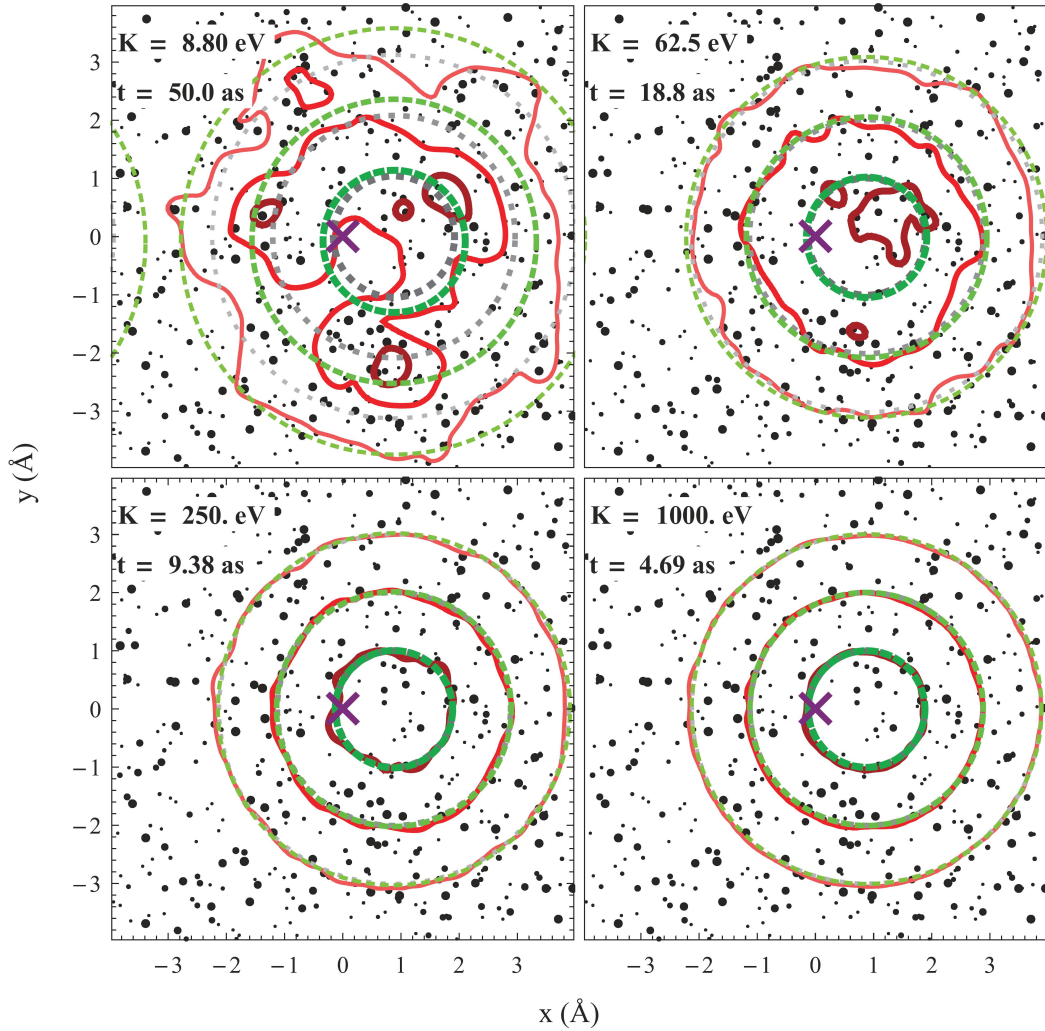 K = 8.80 eV
t = 50.0 as
K = 62.5 eV
t = 18.8 as
3
2
1
0
−1
−2
−3
K = 250. eV
t = 9.38 as
K = 1000. eV
t = 4.69 as
3
2
1
0
−1
−2
−3
y (Å)
−3 −2 −1 0 1 2 3 −3 −2 −1 0 1 2 3
x (Å)